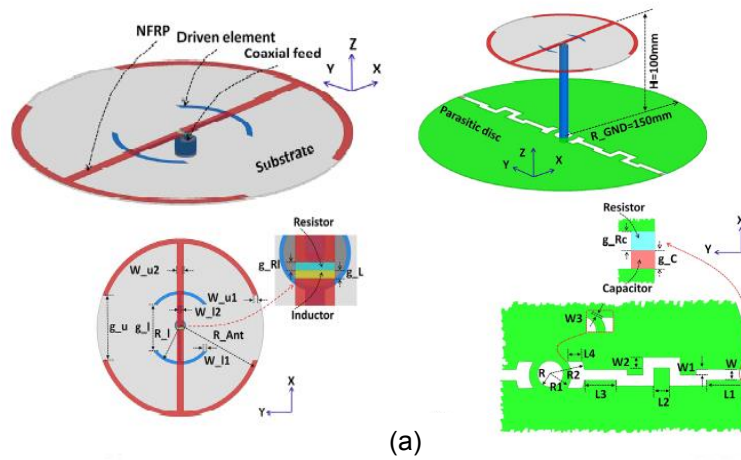 NFRP
Driven element
Coaxial feed
Z
Y
X
Substrate
H=100mm
R_GND=150mm
Parasitic disc
Z
Y
X
Resistor
g_Rl
g_L
Inductor
W_u2
W_u1
W_l2
g_u
g_l
R_l
R_Ant
W_l1
X
Y
Resistor
g_Rc
g_C
Capacitor
X
Y
W3
L4
W2
W1
W
R
R2
R1
L3
L2
L1
(a)